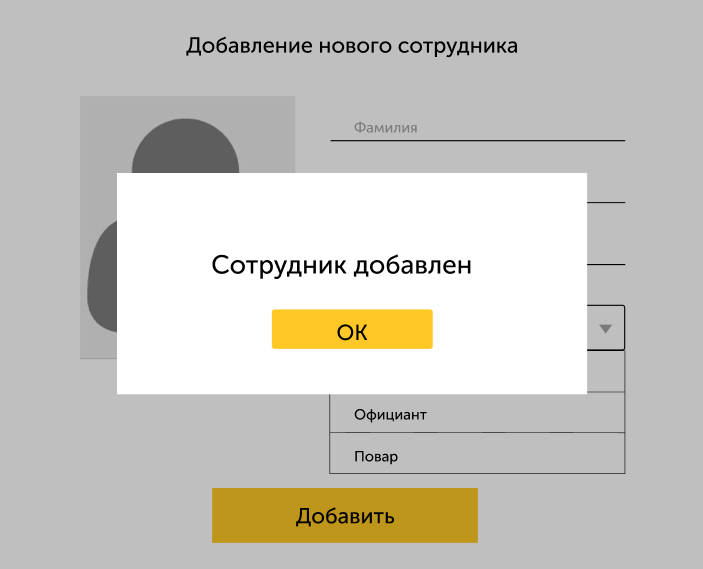 Добавление нового сотрудника
Фамилия
Сотрудник добавлен
ОК
Официант
Повар
Добавить